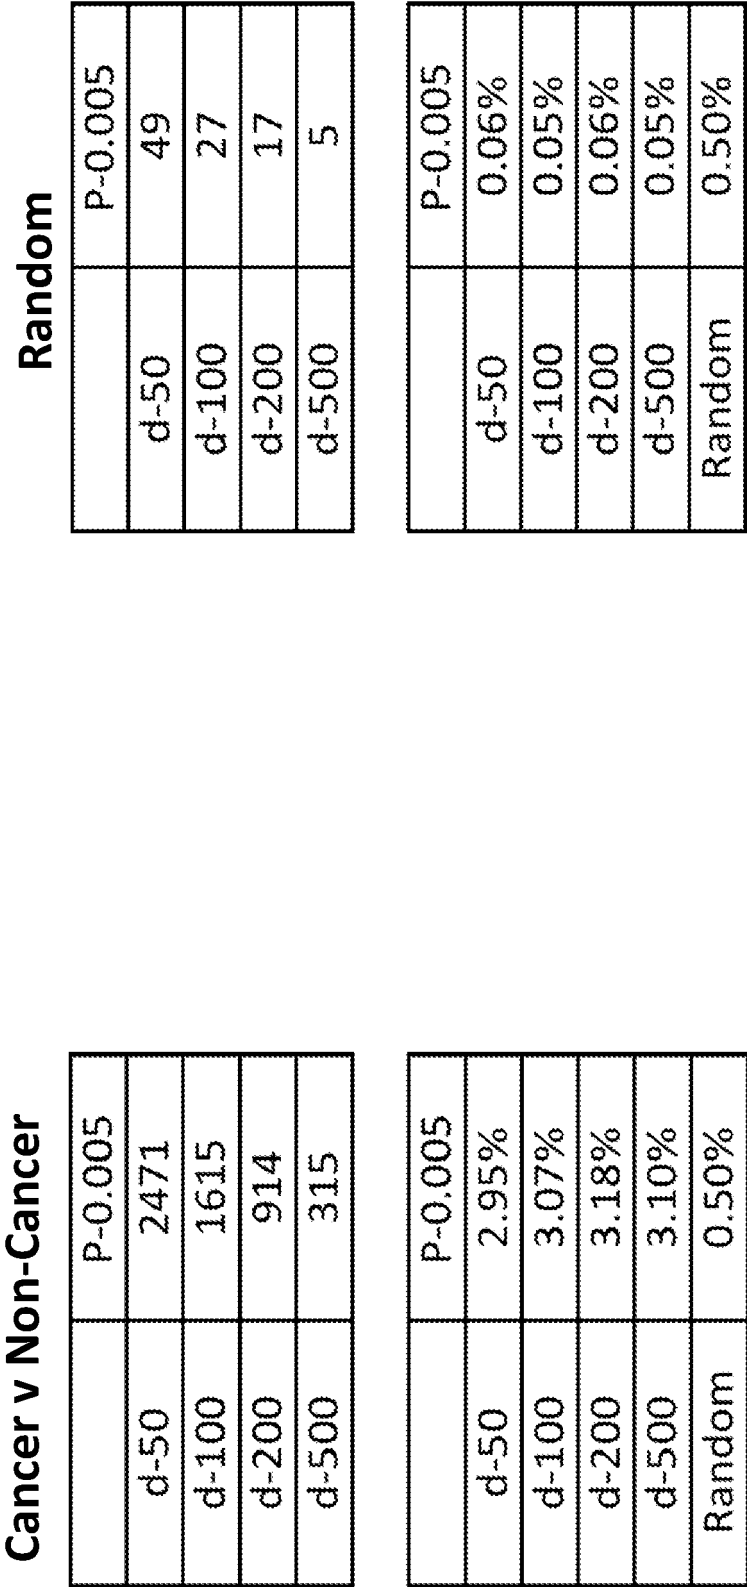 Cancer v Non-Cancer
P-0.005
d-50 2471
d-100 1615
d-200 914
d-500 315
P-0.005
d-50 2.95%
d-100 3.07%
d-200 3.18%
d-500 3.10%
Random 0.50%
Random
P-0.005
d-50 49
d-100 27
d-200 17
d-500 5
P-0.005
d-50 0.06%
d-100 0.05%
d-200 0.06%
d-500 0.05%
Random 0.50%